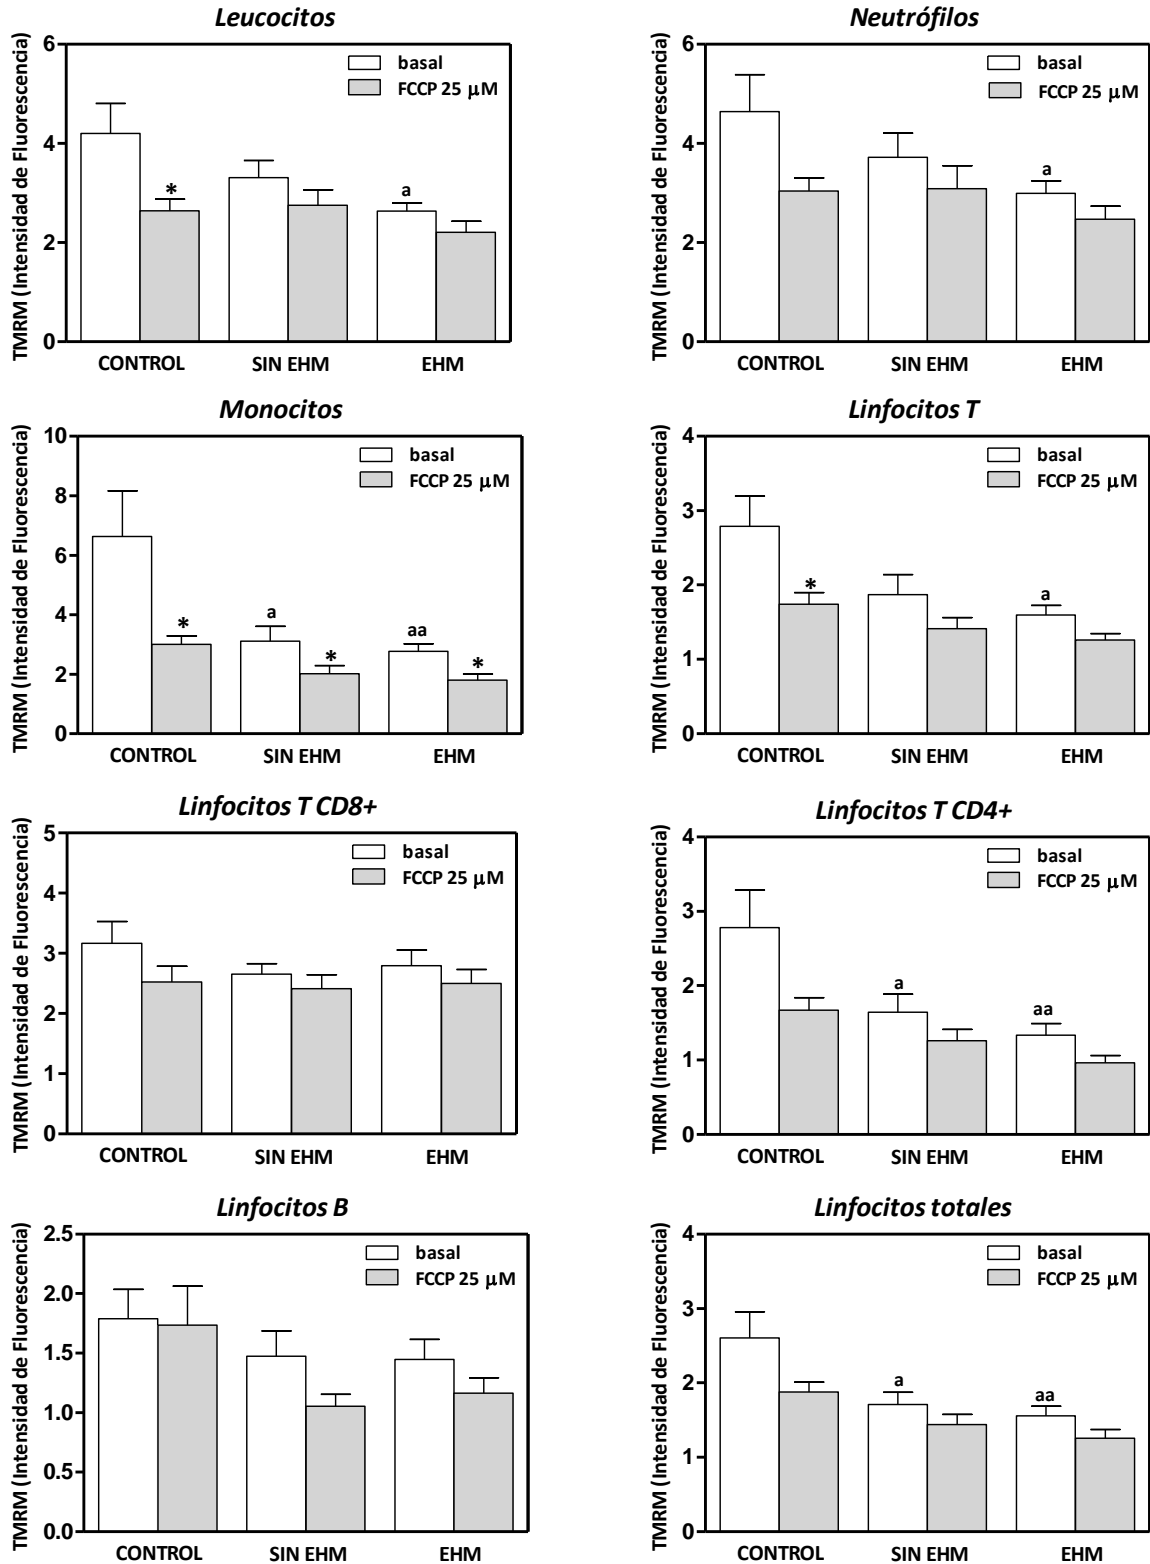 Leucocitos
TMRM (Intensidad de Fluorescencia)
6
4
2
0
basal
FCCP 25 μM
*
a
CONTROL SIN EHM EHM
Neutrófilos
TMRM (Intensidad de Fluorescencia)
6
4
2
0
basal
FCCP 25 μM
a
CONTROL SIN EHM EHM
Monocitos
TMRM (Intensidad de Fluorescencia)
10
8
6
4
2
0
basal
FCCP 25 μM
* a * aa *
CONTROL SIN EHM EHM
Linfocitos T
TMRM (Intensidad de Fluorescencia)
4
3
2
1
0
basal
FCCP 25 μM
* a
CONTROL SIN EHM EHM
Linfocitos T CD8+
TMRM (Intensidad de Fluorescencia)
5
4
3
2
1
0
basal
FCCP 25 μM
CONTROL SIN EHM EHM
Linfocitos T CD4+
TMRM (Intensidad de Fluorescencia)
4
3
2
1
0
basal
FCCP 25 μM
a aa
CONTROL SIN EHM EHM
Linfocitos B
TMRM (Intensidad de Fluorescencia)
2.5
2.0
1.5
1.0
0.5
0.0
basal
FCCP 25 μM
CONTROL SIN EHM EHM
Linfocitos totales
TMRM (Intensidad de Fluorescencia)
4
3
2
1
0
basal
FCCP 25 μM
a aa
CONTROL SIN EHM EHM